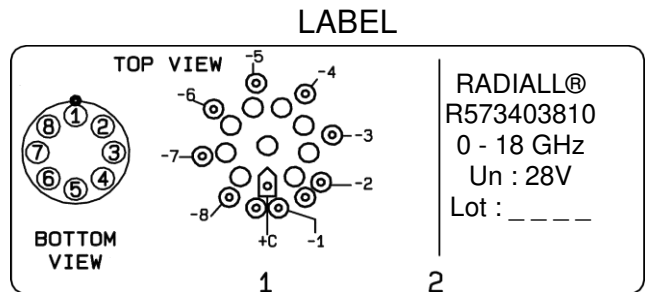 LABEL
TOP VIEW
-5
-4
-6
-3
-7
-2
-8
+C
-1
1
2
3
4
5
6
7
8
BOTTOM
VIEW
RADIALL®
R573403810
0 - 18 GHz
Un : 28V
Lot : _ _ _ _
1
2